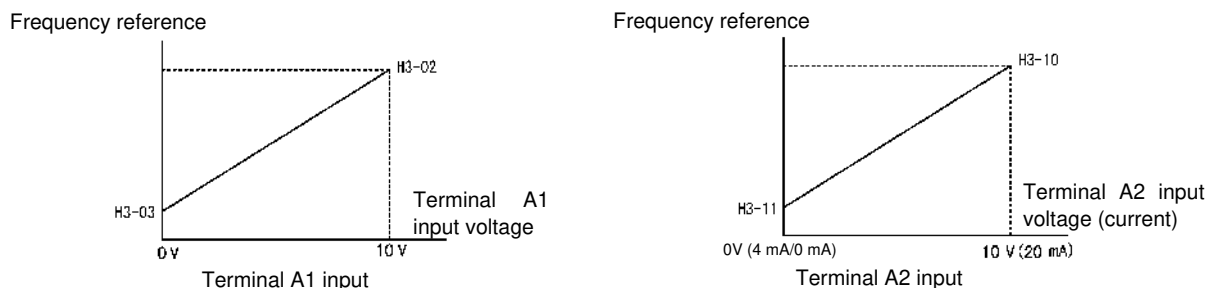 Frequency reference
H3-02
H3-03
Terminal A1
input voltage
0 V
10 V
Terminal A1 input
Frequency reference
H3-10
H3-11
Terminal A2 input
voltage (current)
0V (4 mA/0 mA)
10 V (20 mA)
Terminal A2 input